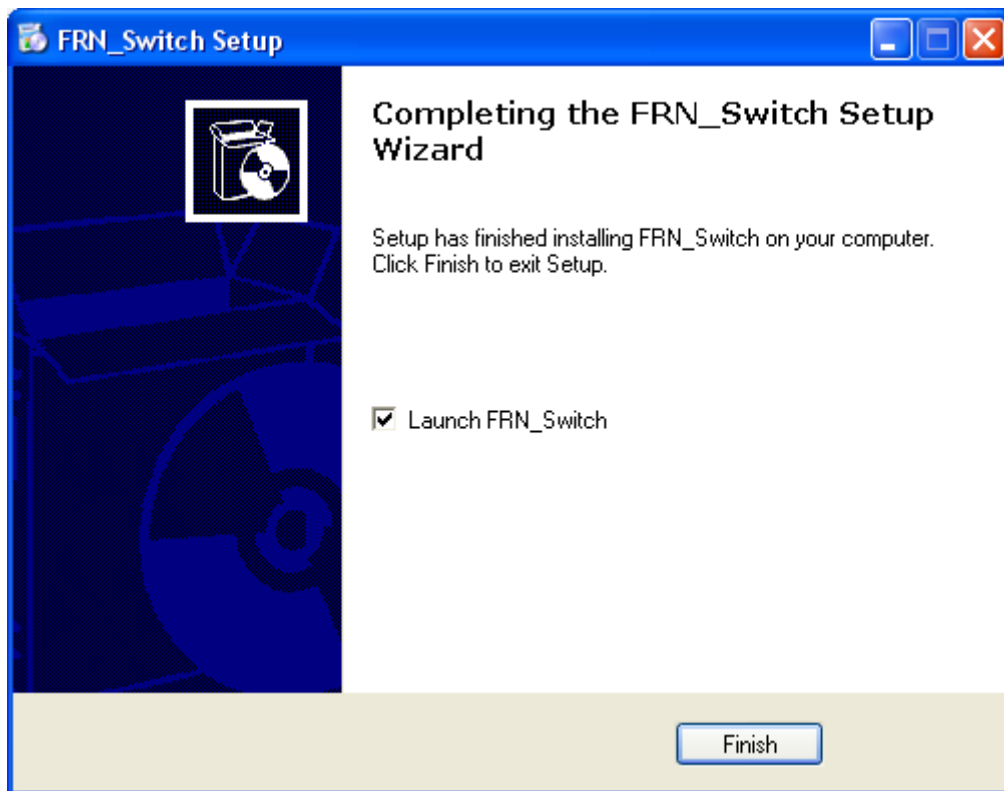 FRN_Switch Setup
Completing the FRN_Switch Setup
Wizard
Setup has finished installing FRN_Switch on your computer.
Click Finish to exit Setup.
Launch FRN_Switch
Finish